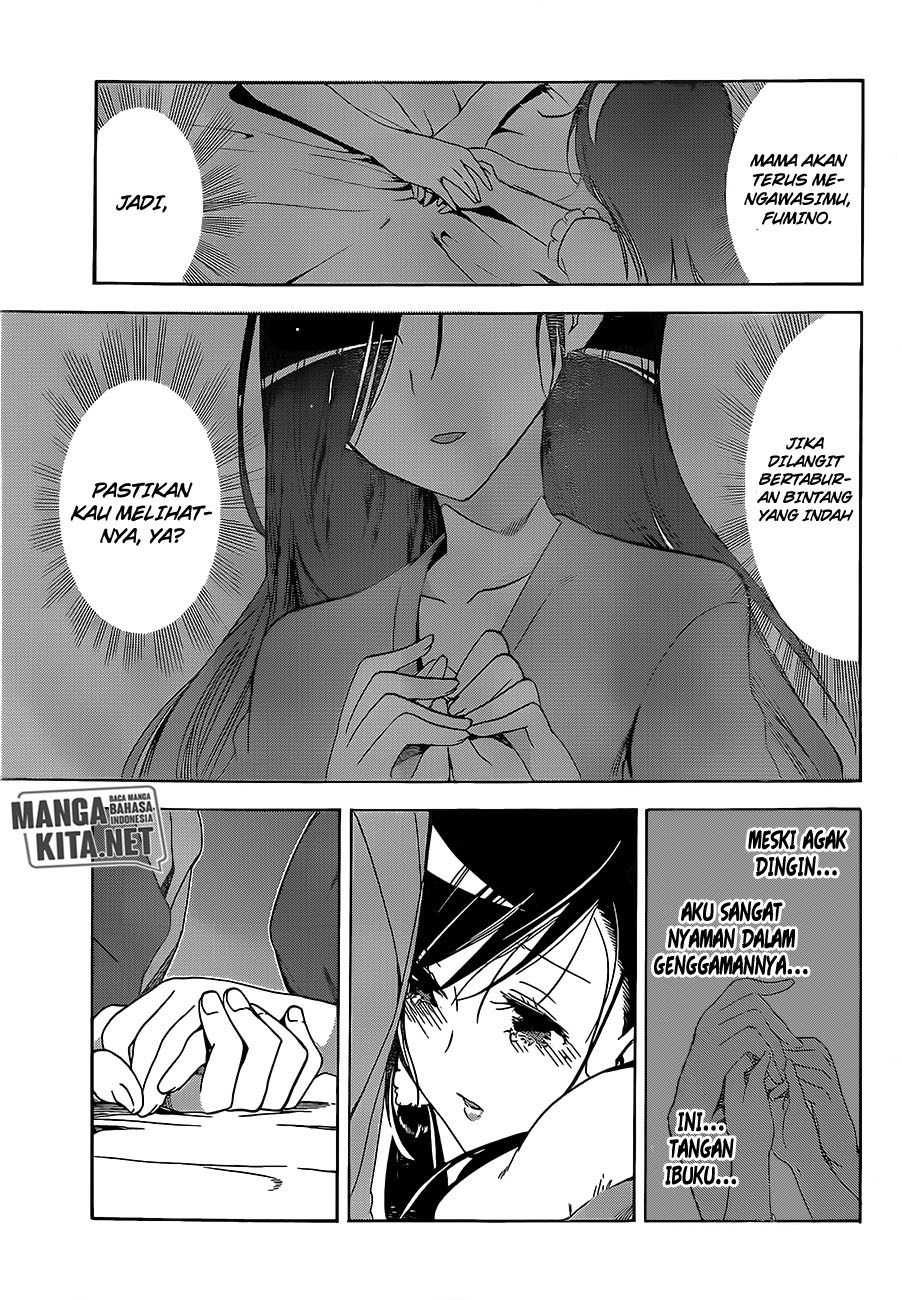 MAMA AKAN
TERUS ME-
NGAWASIMU,
FUMINO.
JADI,
JIKA
DILANGIT
BERTABUR-
AN BINTANG
YANG INDAH
PASTIKAN
KAU MELIHAT-
NYA, YA?
MANGA
KITA.NET
BACA MANGA
BAHASA
INDONESIA
MESKI AGAK
DINGIN...
AKU SANGAT
NYAMAN DALAM
GENGGAMANNYA...
INI...
TANGAN
IBUKU...